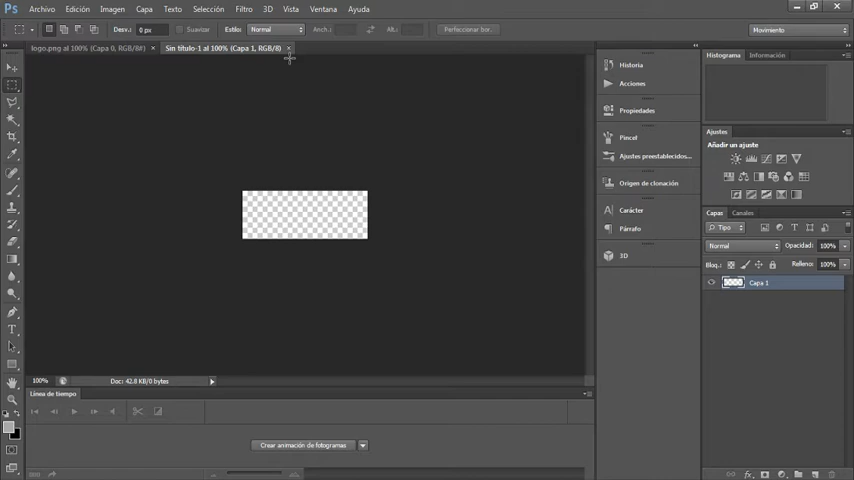 Ps Archivo Edición Imagen Capa Texto Selección Filtro 3D Vista Ventana Ayuda
Desv.: 0 px Suavizar Estilo: Normal Anch.: Alt.: Perfeccionar bor. Movimiento
logo.png al 100% (Capa 0, RGB/8#) × Sin título-1 al 100% (Capa 1, RGB/8) ×
Historia
Acciones
Propiedades
Pincel
Ajustes preestablecidos...
Origen de clonación
Carácter
Párrafo
3D
Histograma Información
Ajustes
Añadir un ajuste
Capas Canales
Tipo
Normal Opacidad: 100%
Bloq.: Relleno: 100%
Capa 1
100% Doc: 42.8 KB/0 bytes
Línea de tiempo
Crear animación de fotogramas